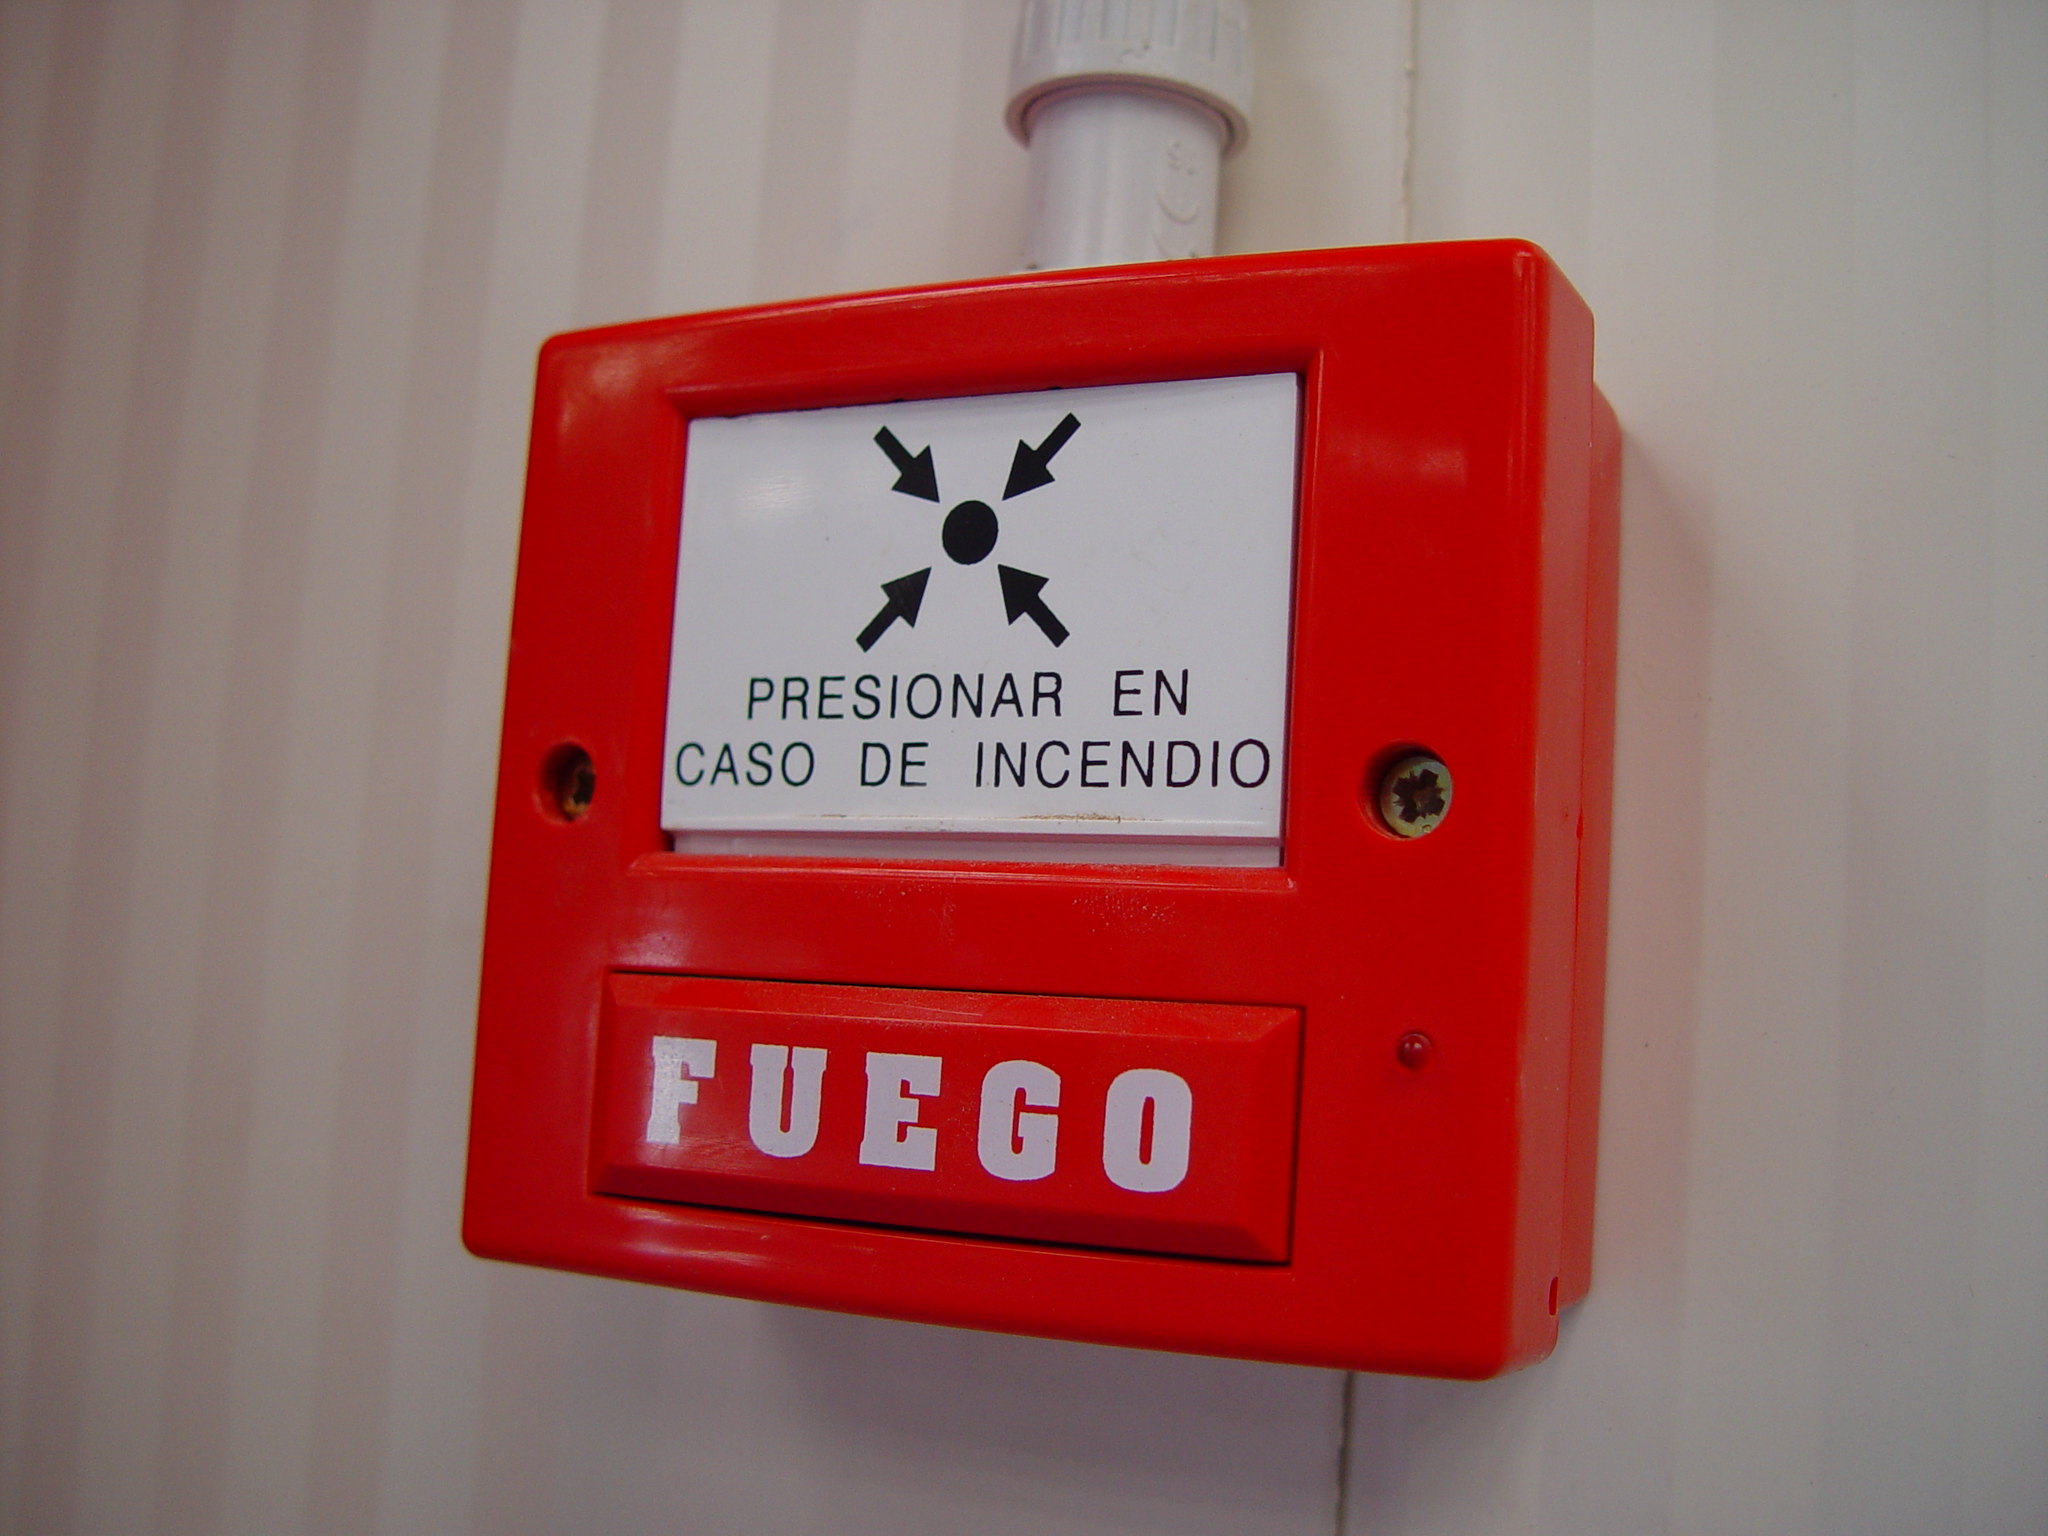 PRESIONAR EN
CASO DE INCENDIO
FUEGO